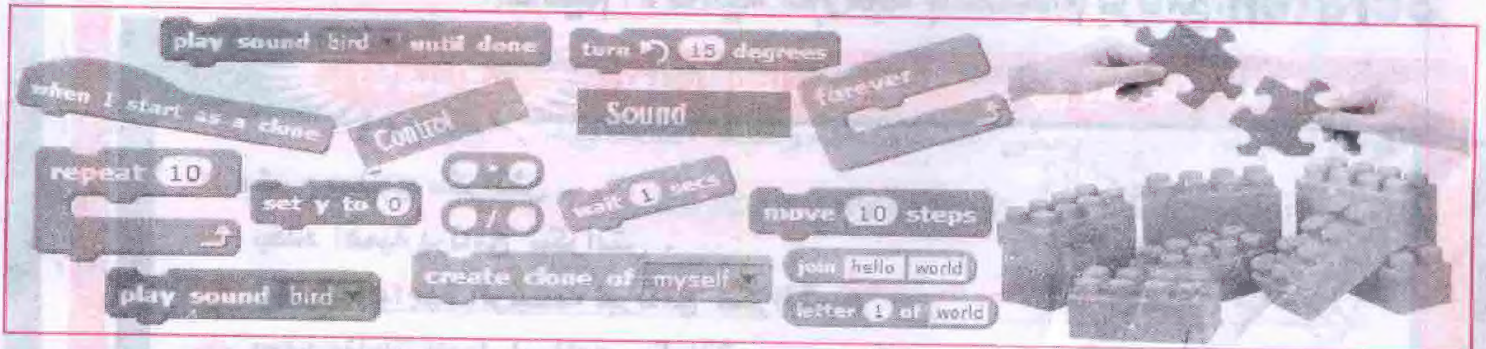 play sound bird until done
turn 15 degrees
when I start as a clone
Control
Sound
forever
repeat 10
set y to 0
*
/
wait 1 secs
move 10 steps
play sound bird
create clone of myself
join hello world
letter 1 of world